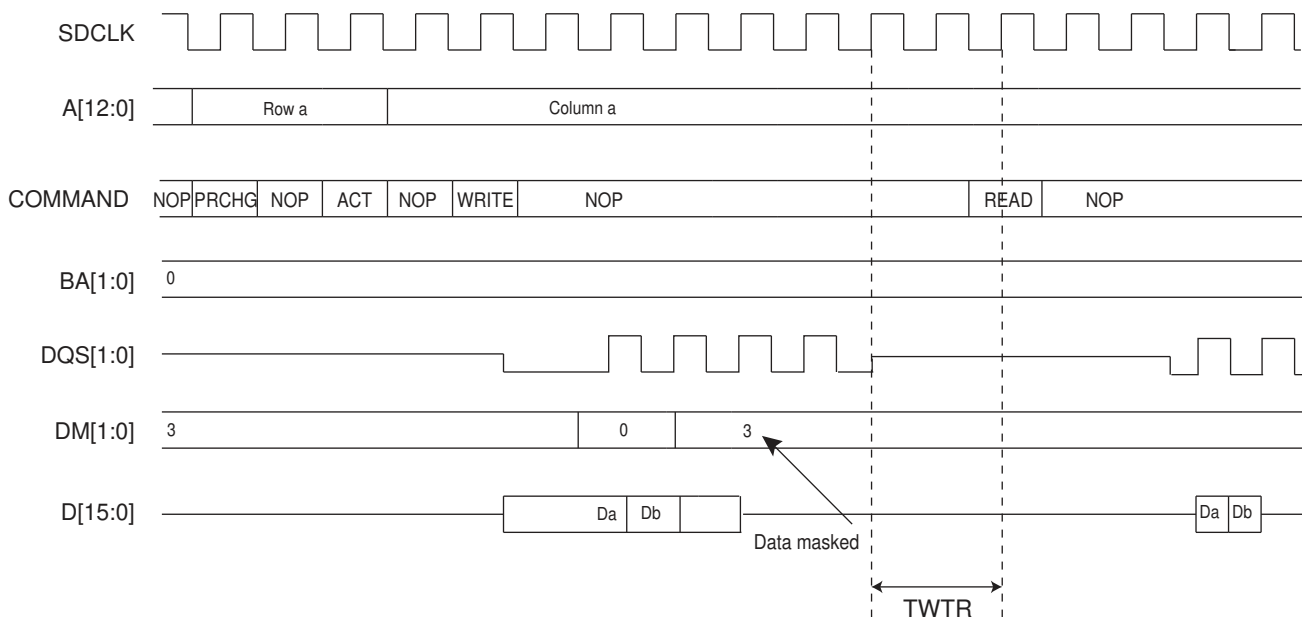 SDCLK
A[12:0] Row a Column a
COMMAND NOP PRCHG NOP ACT NOP WRITE NOP READ NOP
BA[1:0] 0
DQS[1:0]
DM[1:0] 3 0 3
D[15:0] Da Db Da Db
Data masked
TWTR